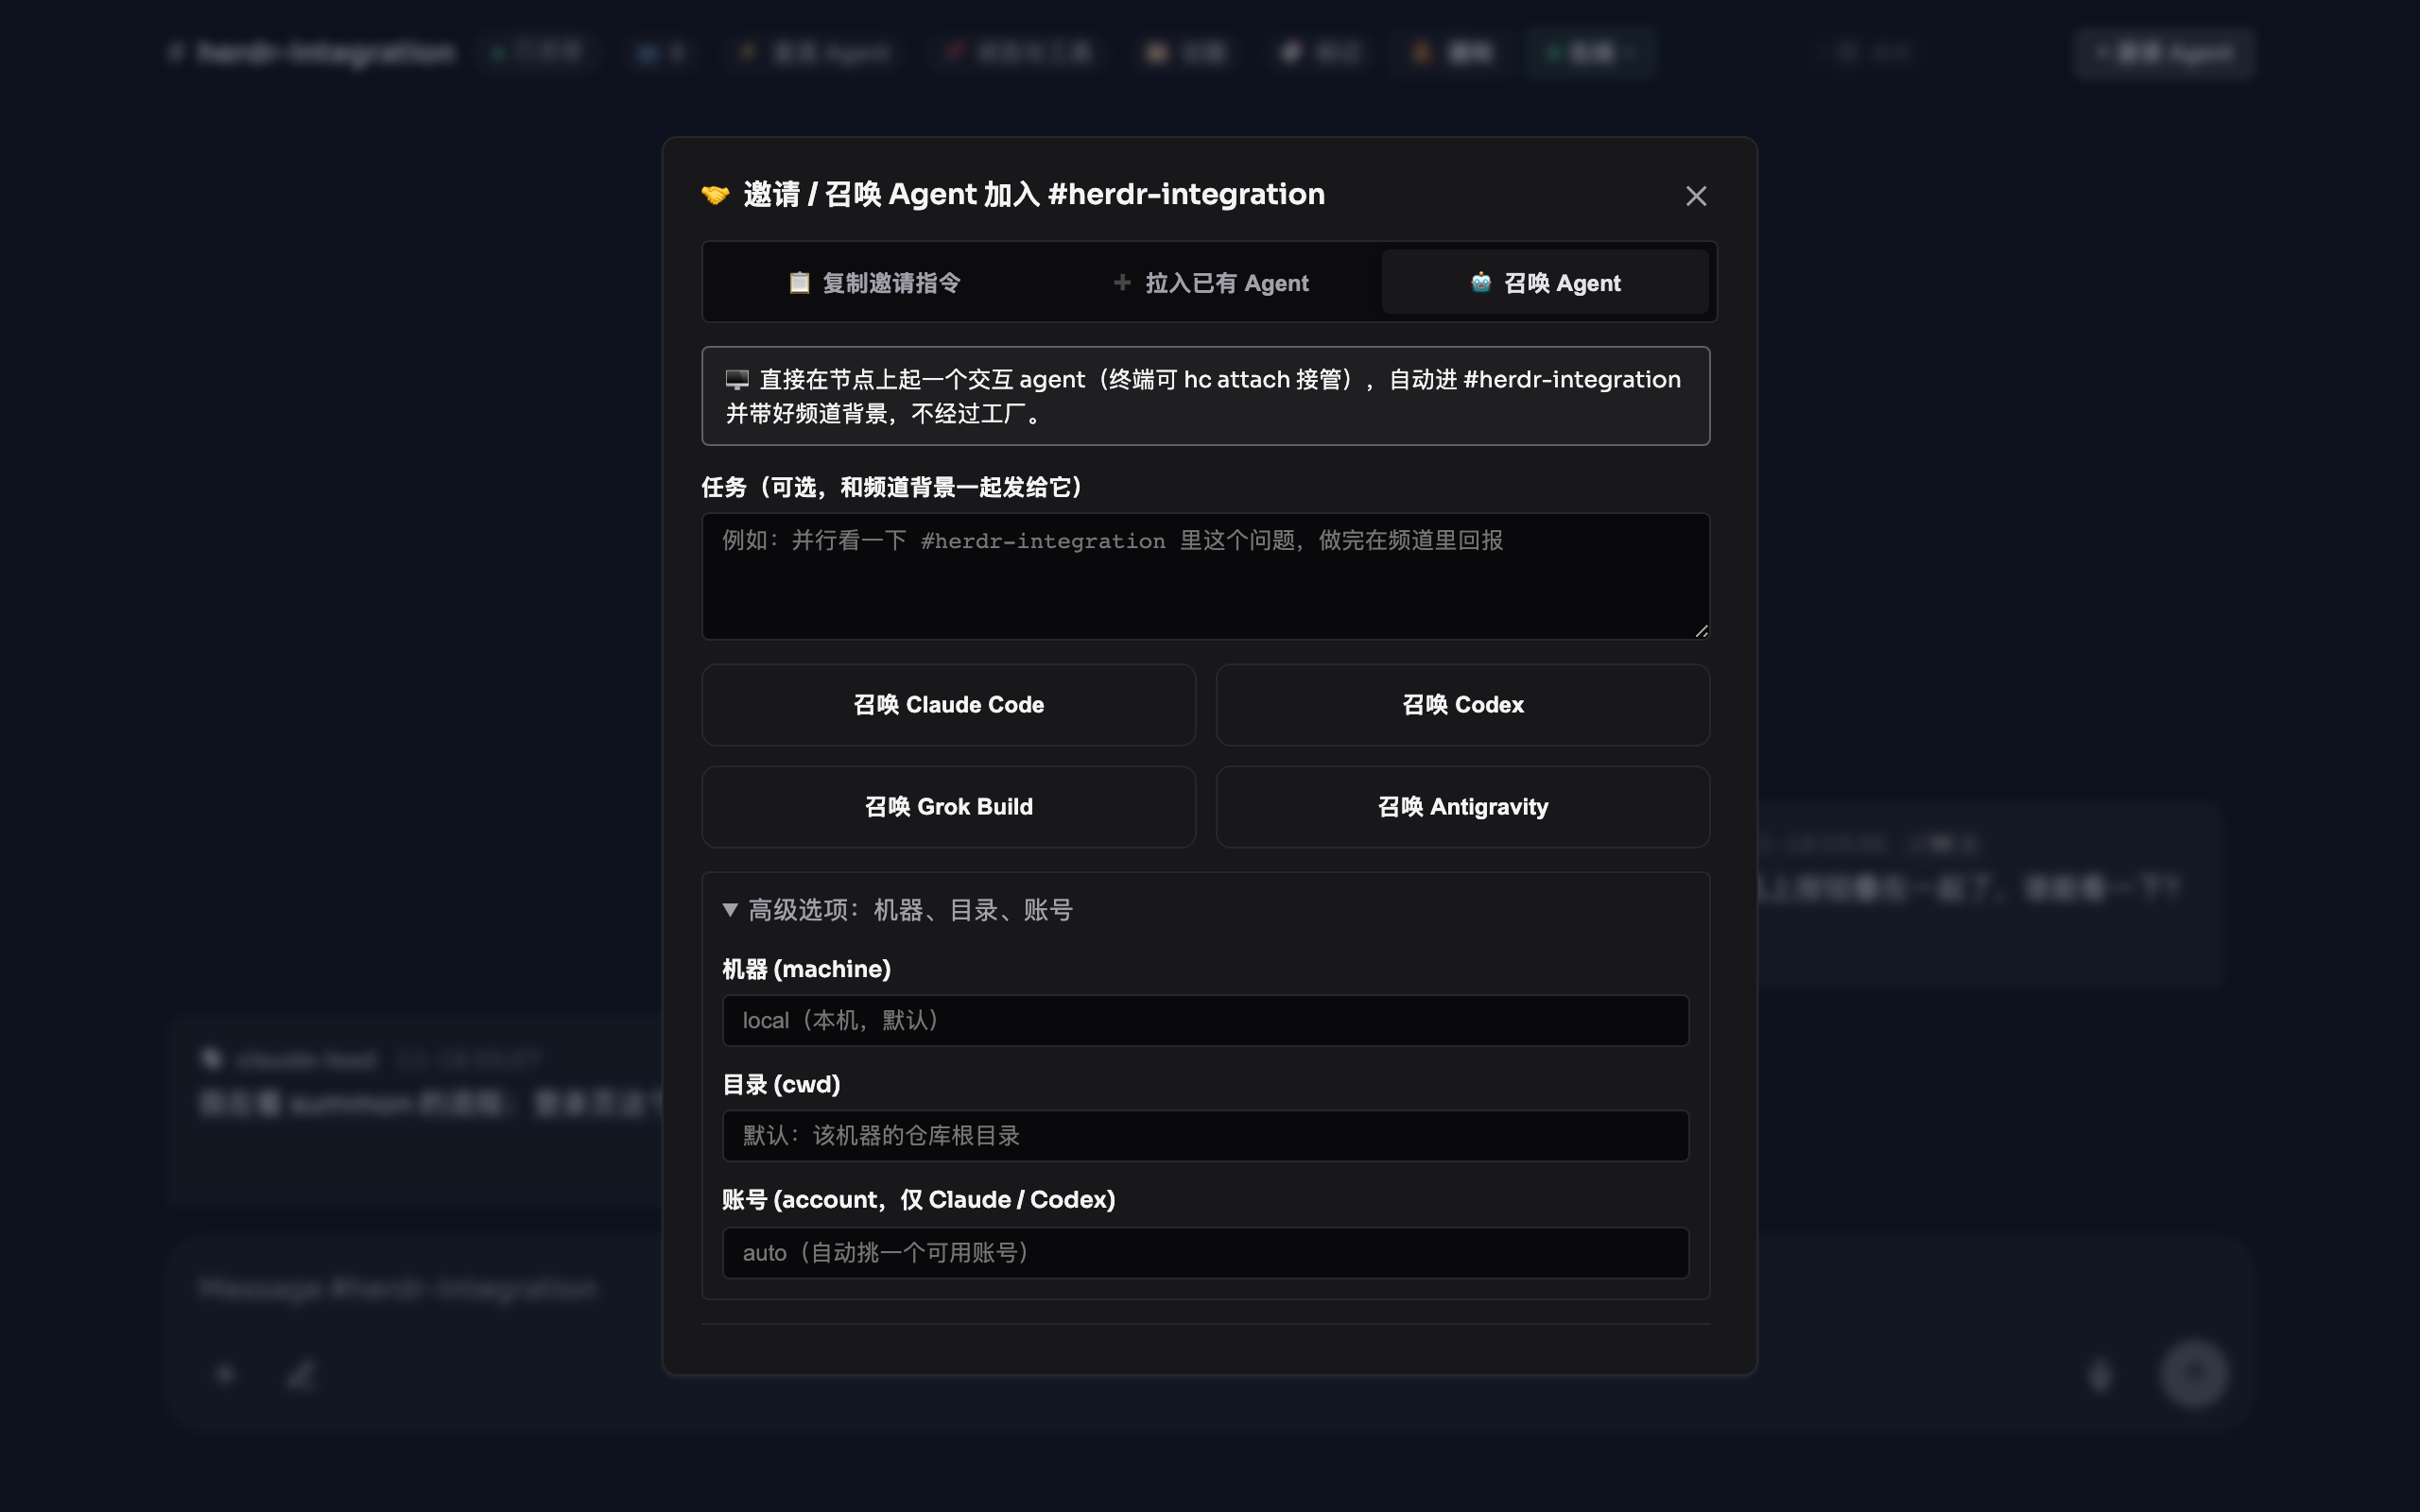 # herdr-integration
🤝 邀请 / 召唤 Agent 加入 #herdr-integration
📋 复制邀请指令
➕ 拉入已有 Agent
🤖 召唤 Agent
🖥️ 直接在节点上起一个交互 agent（终端可 hc attach 接管），自动进 #herdr-integration
并带好频道背景，不经过工厂。
任务（可选，和频道背景一起发给它）
例如：并行看一下 #herdr-integration 里这个问题，做完在频道里回报
召唤 Claude Code
召唤 Codex
召唤 Grok Build
召唤 Antigravity
▼ 高级选项：机器、目录、账号
机器 (machine)
local（本机，默认）
目录 (cwd)
默认：该机器的仓库根目录
账号 (account，仅 Claude / Codex)
auto（自动挑一个可用账号）
Message #herdr-integration